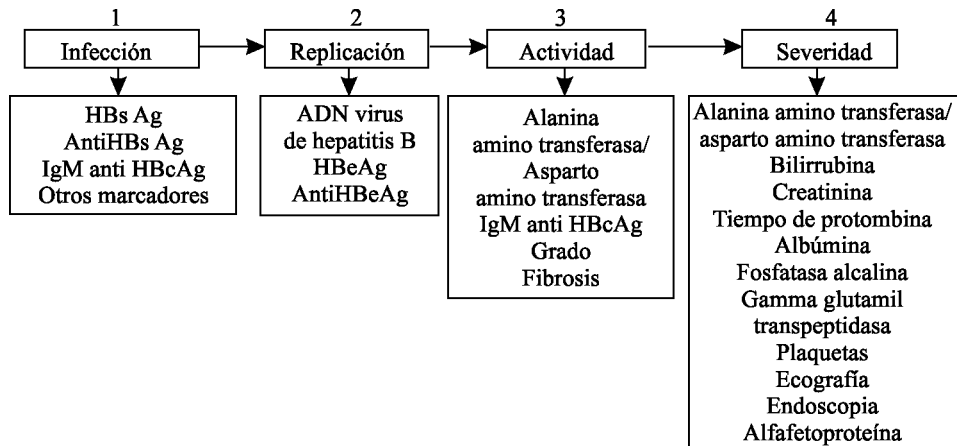 1
Infección
HBs Ag
AntiHBs Ag
IgM anti HBcAg
Otros marcadores
2
Replicación
ADN virus
de hepatitis B
HBeAg
AntiHBeAg
3
Actividad
Alanina
amino transferasa/
Asparto
amino transferasa
IgM anti HBcAg
Grado
Fibrosis
4
Severidad
Alanina amino transferasa/
asparto amino transferasa
Bilirrubina
Creatinina
Tiempo de protombina
Albúmina
Fosfatasa alcalina
Gamma glutamil
transpeptidasa
Plaquetas
Ecografía
Endoscopia
Alfafetoproteína